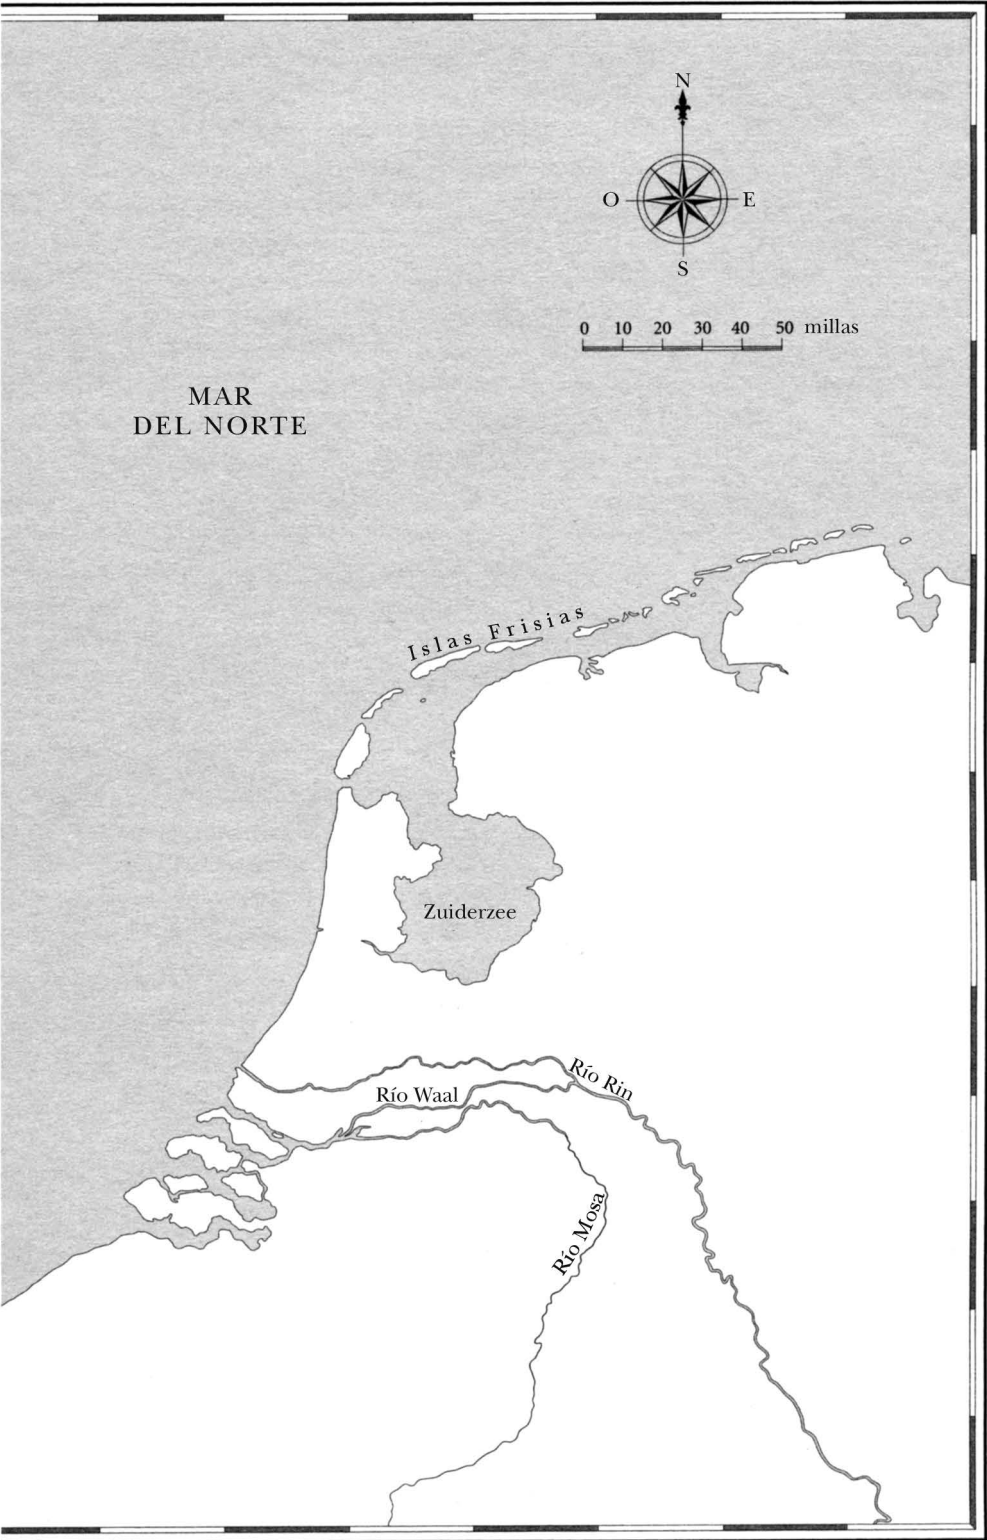 N
O
E
S
0 10 20 30 40 50 millas
MAR
DEL NORTE
Islas Frisias
Zuiderzee
Río Rin
Río Waal
Río Mosa